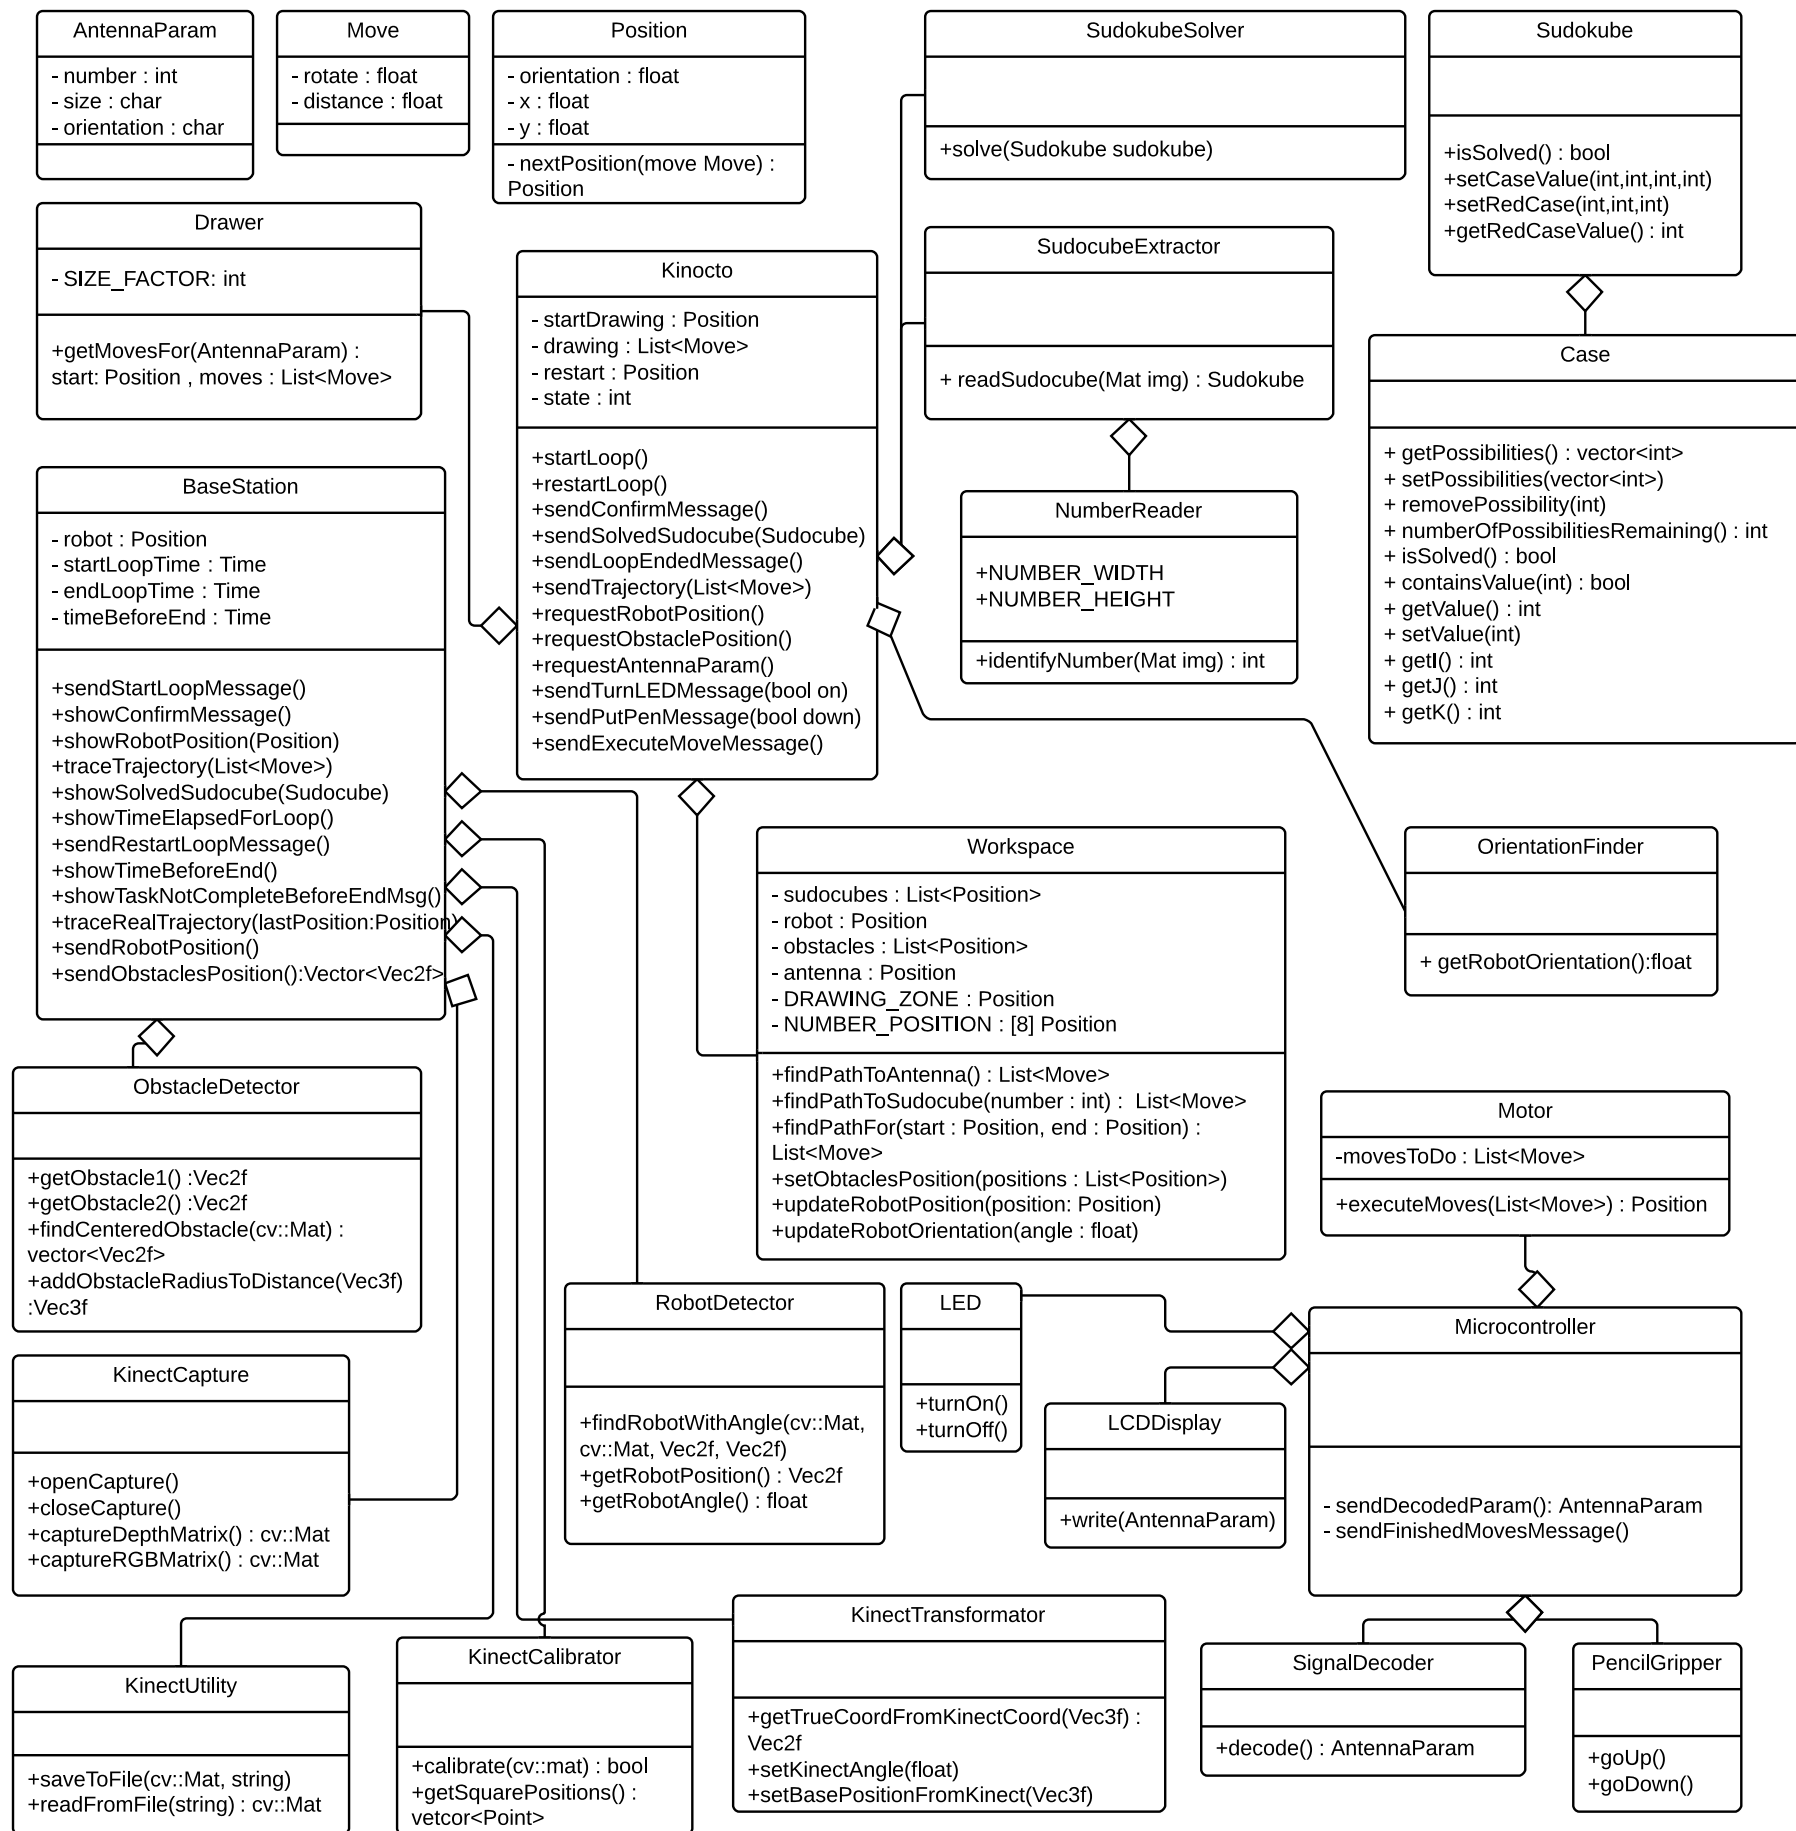 AntennaParam
- number : int
- size : char
- orientation : char
Move
- rotate : float
- distance : float
Position
- orientation : float
- x : float
- y : float
- nextPosition(move Move) :
Position
SudokubeSolver
+solve(Sudokube sudokube)
Sudokube
+isSolved() : bool
+setCaseValue(int,int,int,int)
+setRedCase(int,int,int)
+getRedCaseValue() : int
Drawer
- SIZE_FACTOR: int
+getMovesFor(AntennaParam) :
start: Position , moves : List<Move>
Kinocto
- startDrawing : Position
- drawing : List<Move>
- restart : Position
- state : int
+startLoop()
+restartLoop()
+sendConfirmMessage()
+sendSolvedSudocube(Sudocube)
+sendLoopEndedMessage()
+sendTrajectory(List<Move>)
+requestRobotPosition()
+requestObstaclePosition()
+requestAntennaParam()
+sendTurnLEDMessage(bool on)
+sendPutPenMessage(bool down)
+sendExecuteMoveMessage()
SudocubeExtractor
+ readSudocube(Mat img) : Sudokube
Case
+ getPossibilities() : vector<int>
+ setPossibilities(vector<int>)
+ removePossibility(int)
+ numberOfPossibilitiesRemaining() : int
+ isSolved() : bool
+ containsValue(int) : bool
+ getValue() : int
+ setValue(int)
+ getI() : int
+ getJ() : int
+ getK() : int
BaseStation
- robot : Position
- startLoopTime : Time
- endLoopTime : Time
- timeBeforeEnd : Time
+sendStartLoopMessage()
+showConfirmMessage()
+showRobotPosition(Position)
+traceTrajectory(List<Move>)
+showSolvedSudocube(Sudocube)
+showTimeElapsedForLoop()
+sendRestartLoopMessage()
+showTimeBeforeEnd()
+showTaskNotCompleteBeforeEndMsg()
+traceRealTrajectory(lastPosition:Position)
+sendRobotPosition()
+sendObstaclesPosition():Vector<Vec2f>
NumberReader
+NUMBER_WIDTH
+NUMBER_HEIGHT
+identifyNumber(Mat img) : int
Workspace
- sudocubes : List<Position>
- robot : Position
- obstacles : List<Position>
- antenna : Position
- DRAWING_ZONE : Position
- NUMBER_POSITION : [8] Position
+findPathToAntenna() : List<Move>
+findPathToSudocube(number : int) :  List<Move>
+findPathFor(start : Position, end : Position) :
List<Move>
+setObtaclesPosition(positions : List<Position>)
+updateRobotPosition(position: Position)
+updateRobotOrientation(angle : float)
OrientationFinder
+ getRobotOrientation():float
ObstacleDetector
+getObstacle1() :Vec2f
+getObstacle2() :Vec2f
+findCenteredObstacle(cv::Mat) :
vector<Vec2f>
+addObstacleRadiusToDistance(Vec3f)
:Vec3f
Motor
-movesToDo : List<Move>
+executeMoves(List<Move>) : Position
RobotDetector
+findRobotWithAngle(cv::Mat,
cv::Mat, Vec2f, Vec2f)
+getRobotPosition() : Vec2f
+getRobotAngle() : float
LED
+turnOn()
+turnOff()
LCDDisplay
+write(AntennaParam)
Microcontroller
- sendDecodedParam(): AntennaParam
- sendFinishedMovesMessage()
KinectCapture
+openCapture()
+closeCapture()
+captureDepthMatrix() : cv::Mat
+captureRGBMatrix() : cv::Mat
KinectUtility
+saveToFile(cv::Mat, string)
+readFromFile(string) : cv::Mat
KinectCalibrator
+calibrate(cv::mat) : bool
+getSquarePositions() :
vetcor<Point>
KinectTransformator
+getTrueCoordFromKinectCoord(Vec3f) :
Vec2f
+setKinectAngle(float)
+setBasePositionFromKinect(Vec3f)
SignalDecoder
+decode() : AntennaParam
PencilGripper
+goUp()
+goDown()